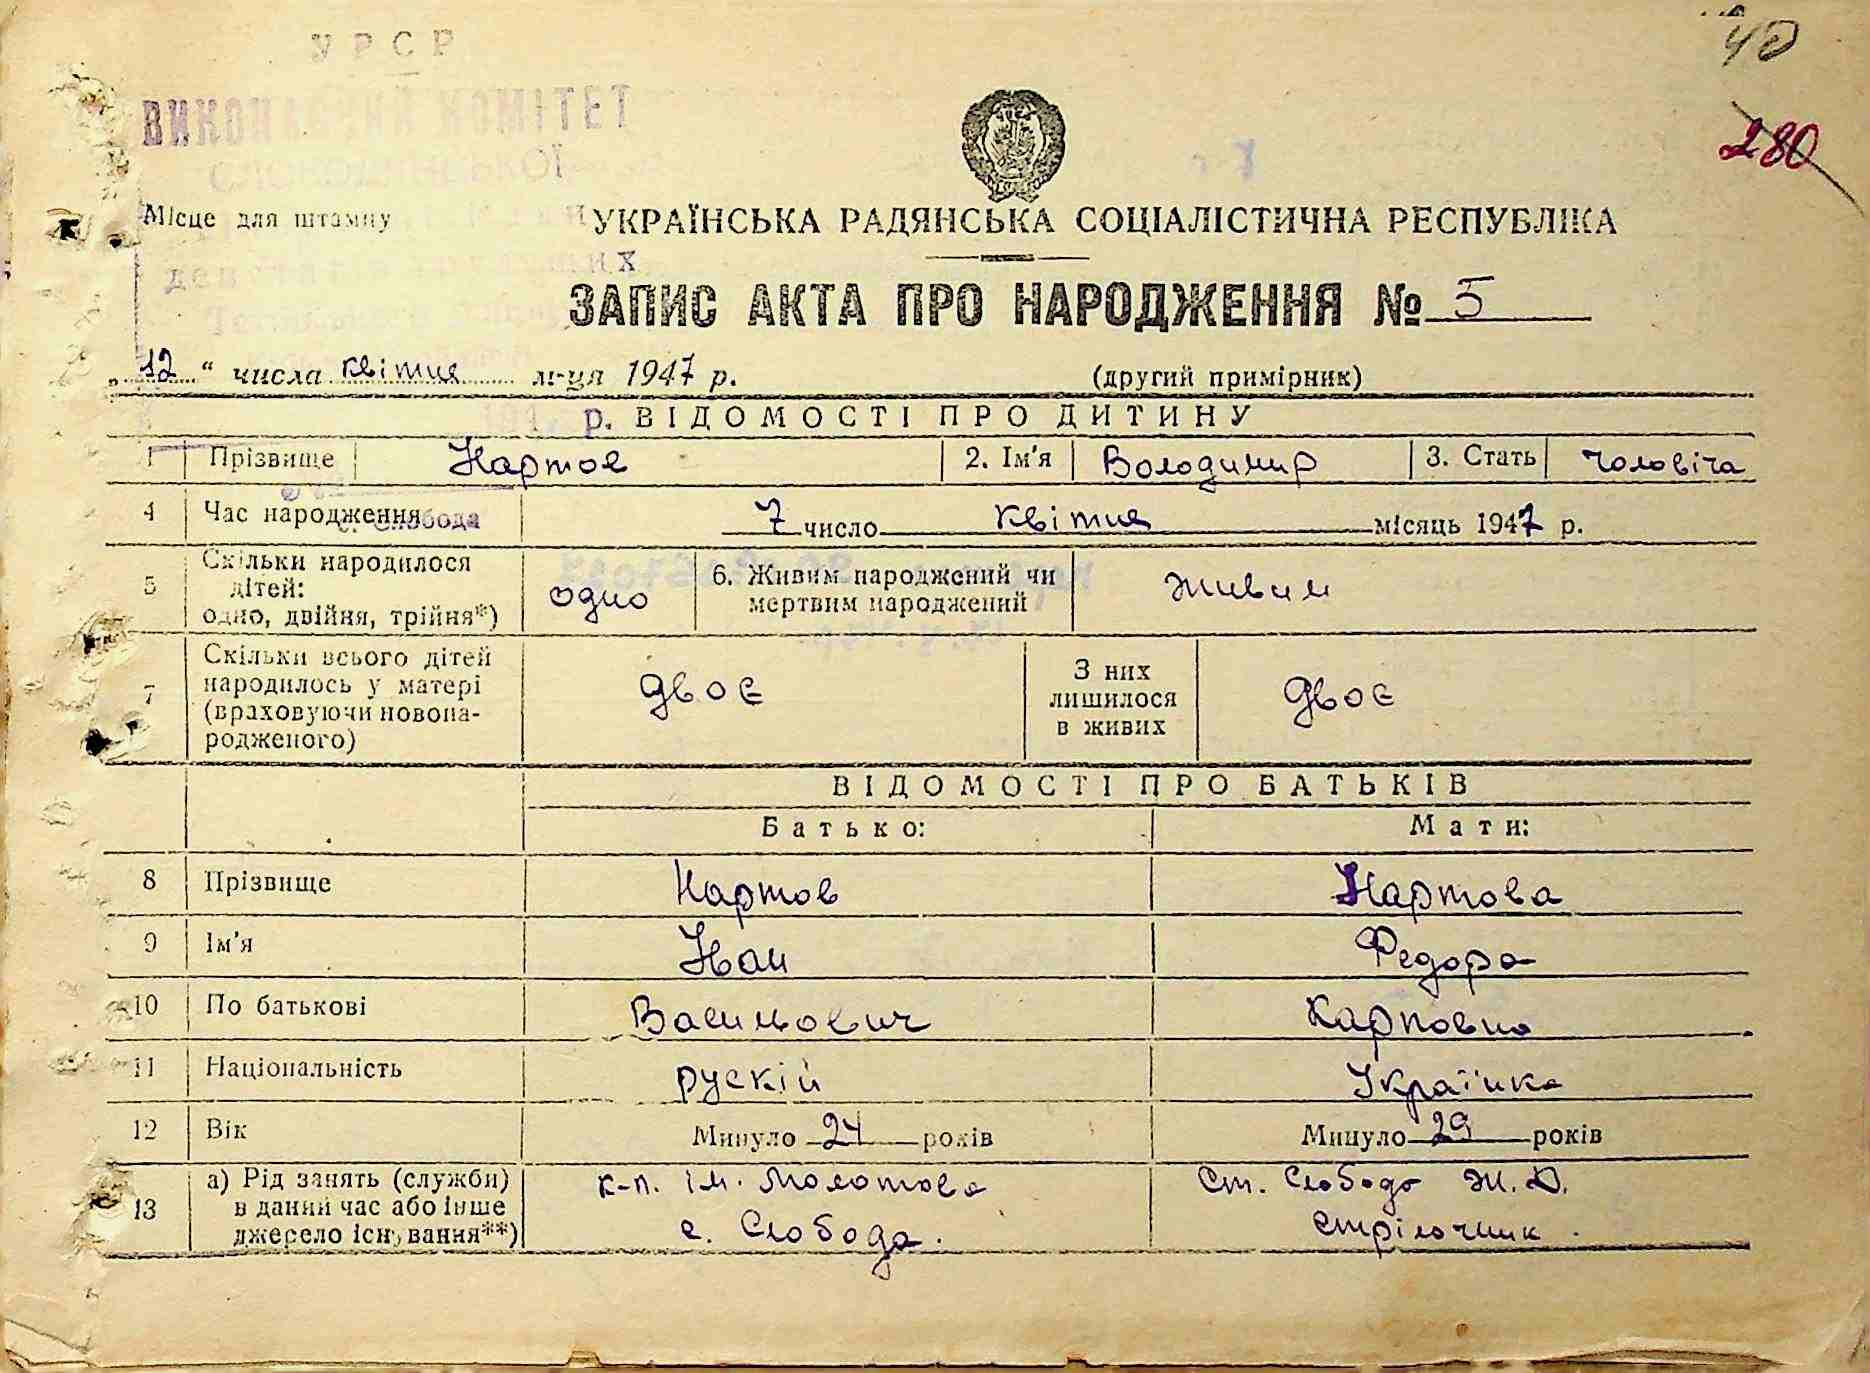 40
280
УРСР
ВИКОНАВЧИЙ КОМІТЕТ
СЛОБОДЯНСЬКОЇ
Місце для штампу
УКРАЇНСЬКА РАДЯНСЬКА СОЦІАЛІСТИЧНА РЕСПУБЛІКА
ЗАПИС АКТА ПРО НАРОДЖЕННЯ № 5
„12“ числа квітня м-ця 1947 р. (другий примірник)
ВІДОМОСТІ ПРО ДИТИНУ
1 Прізвище Нартов 2. Ім'я Володимир 3. Стать чоловіча
4 Час народження 7 число квітня місяць 1947 р.
с. Слобода
5 Скільки народилося дітей: одно, двійня, трійня*) одно 6. Живим народжений чи мертвим народжений живим
7 Скільки всього дітей народилось у матері (враховуючи новонародженого) двоє З них лишилося в живих двоє
ВІДОМОСТІ ПРО БАТЬКІВ
Батько: Мати:
8 Прізвище Нартов Нартова
9 Ім'я Іван Федора
10 По батькові Васильович Карповна
11 Національність рускій Українка
12 Вік Минуло 24 років Минуло 29 років
13 а) Рід занять (служби) в даний час або інше джерело існування**) к-п. ім. Молотова с. Слобода. Ст. Слобода Ж.Д. стрілочник.